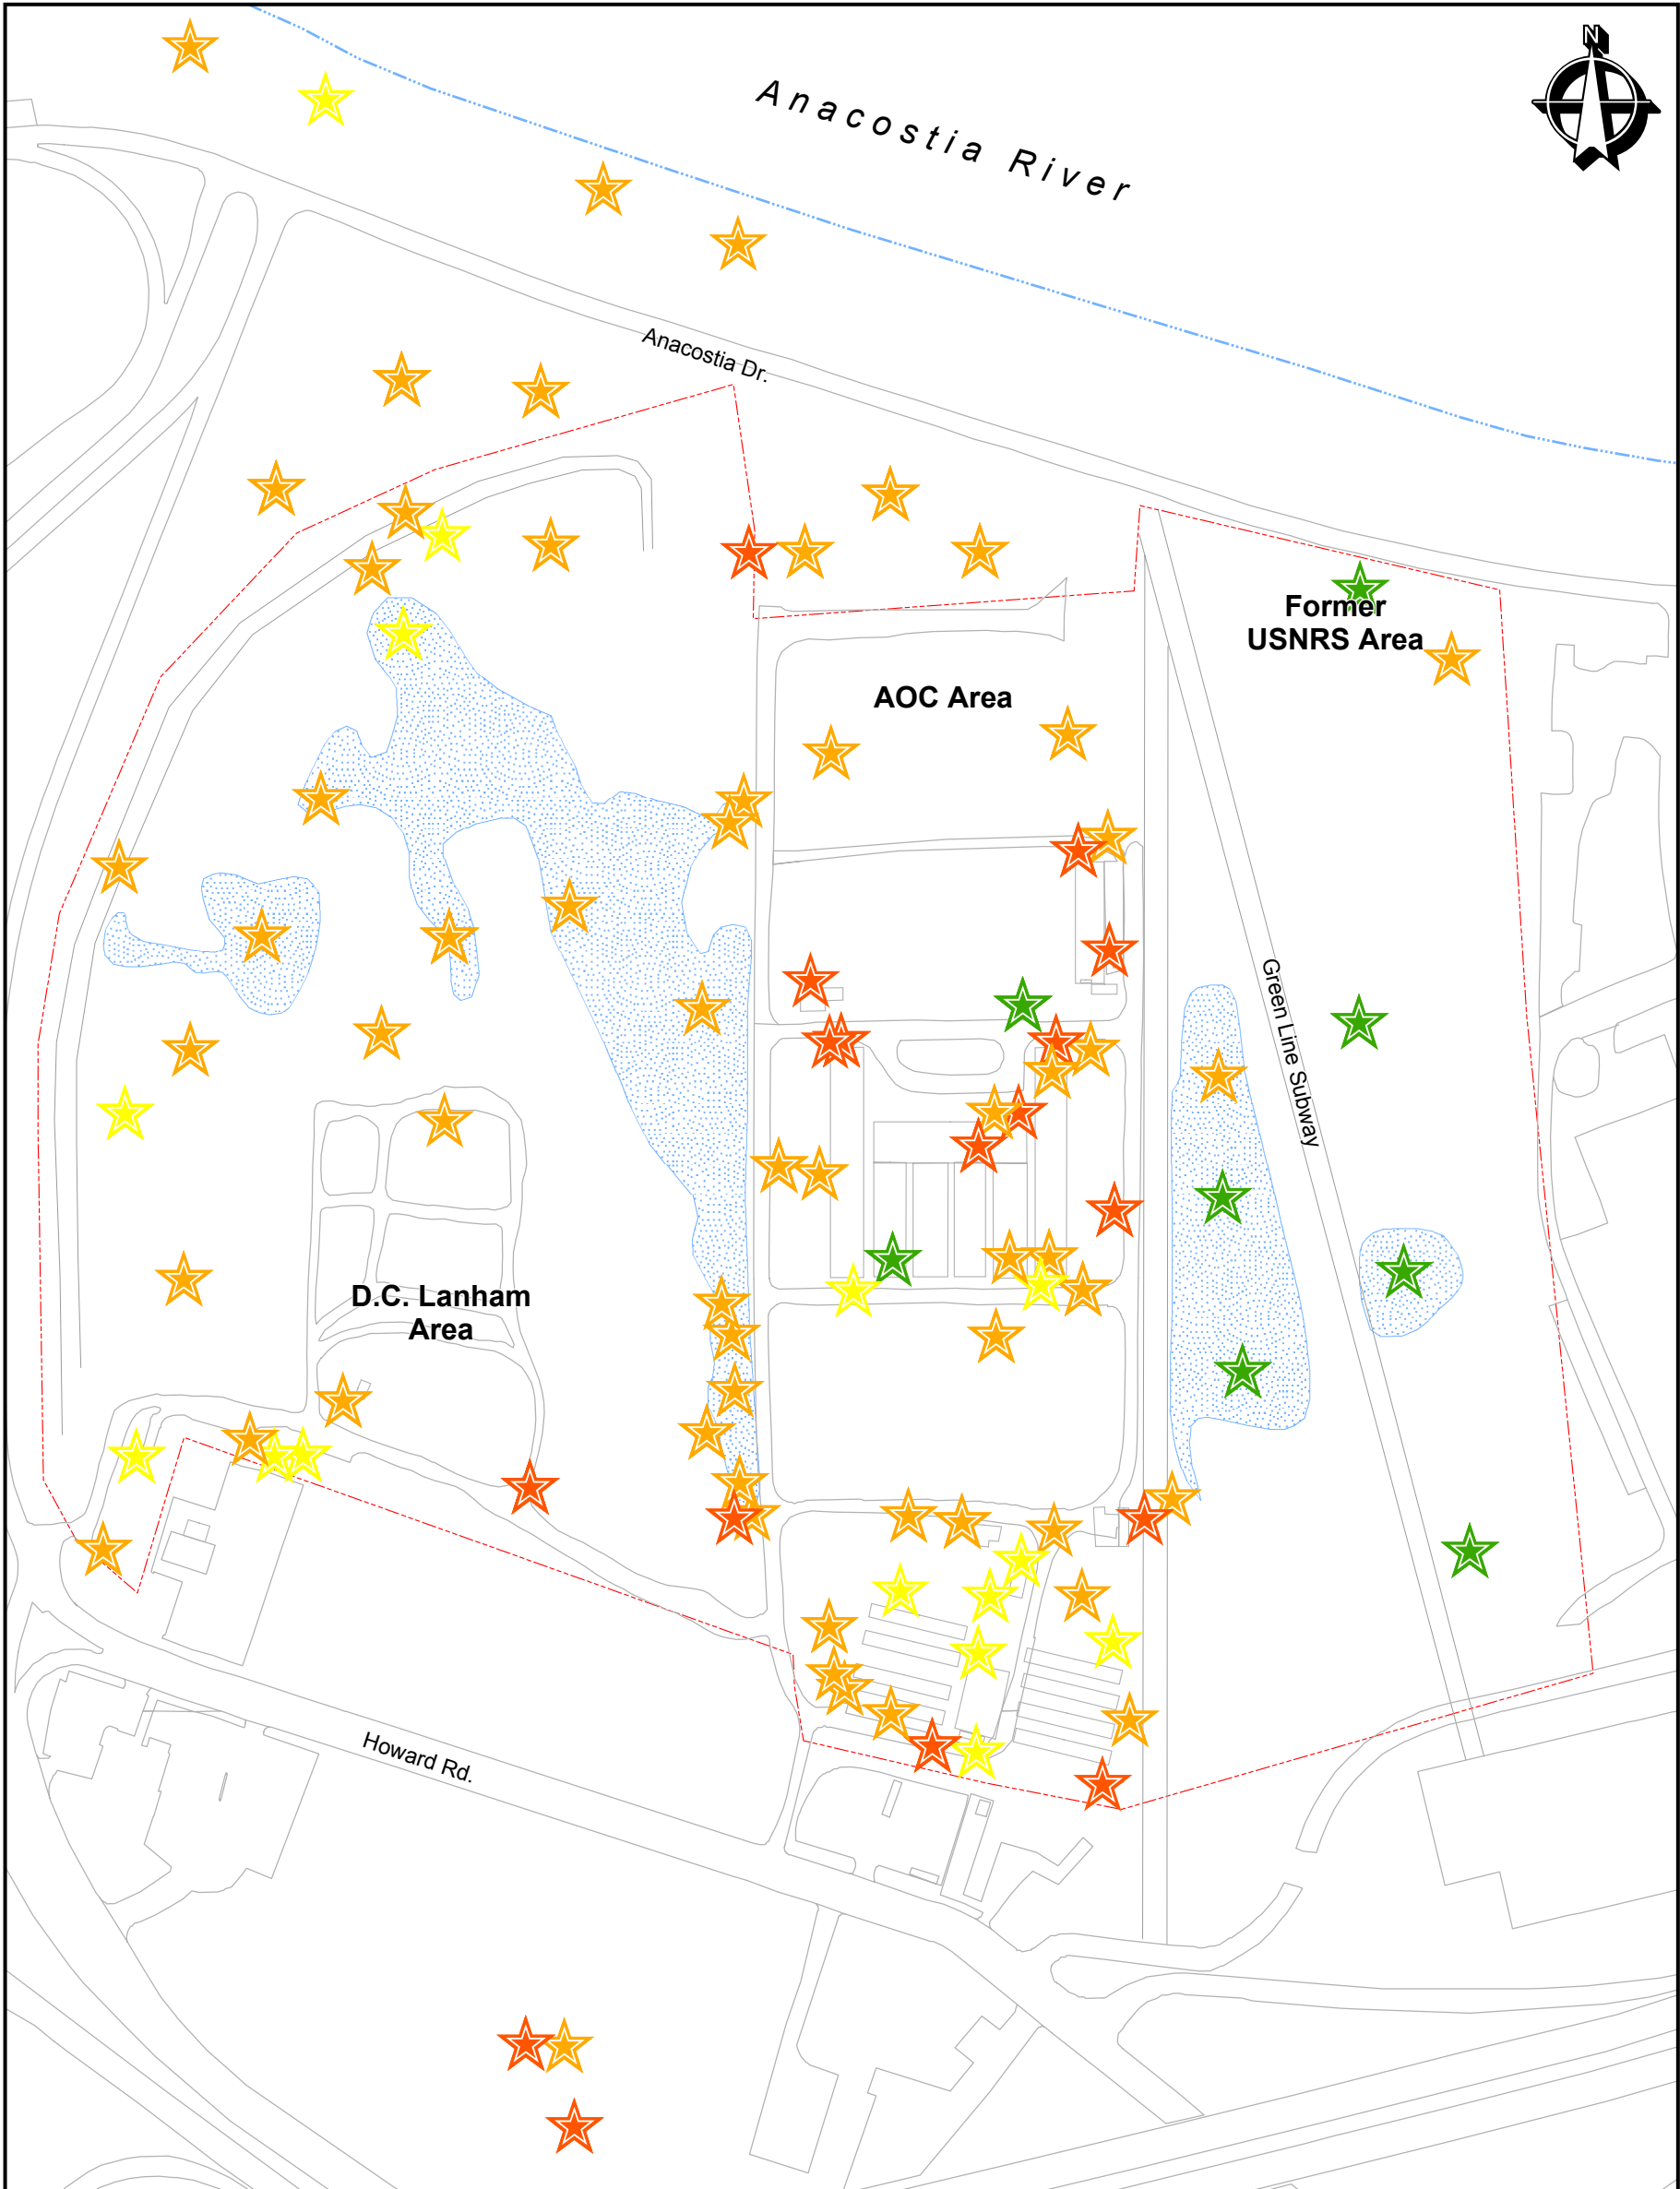 N
Anacostia River
Anacostia Dr.
Former
USNRS Area
AOC Area
Green Line Subway
D.C. Lanham
Area
Howard Rd.